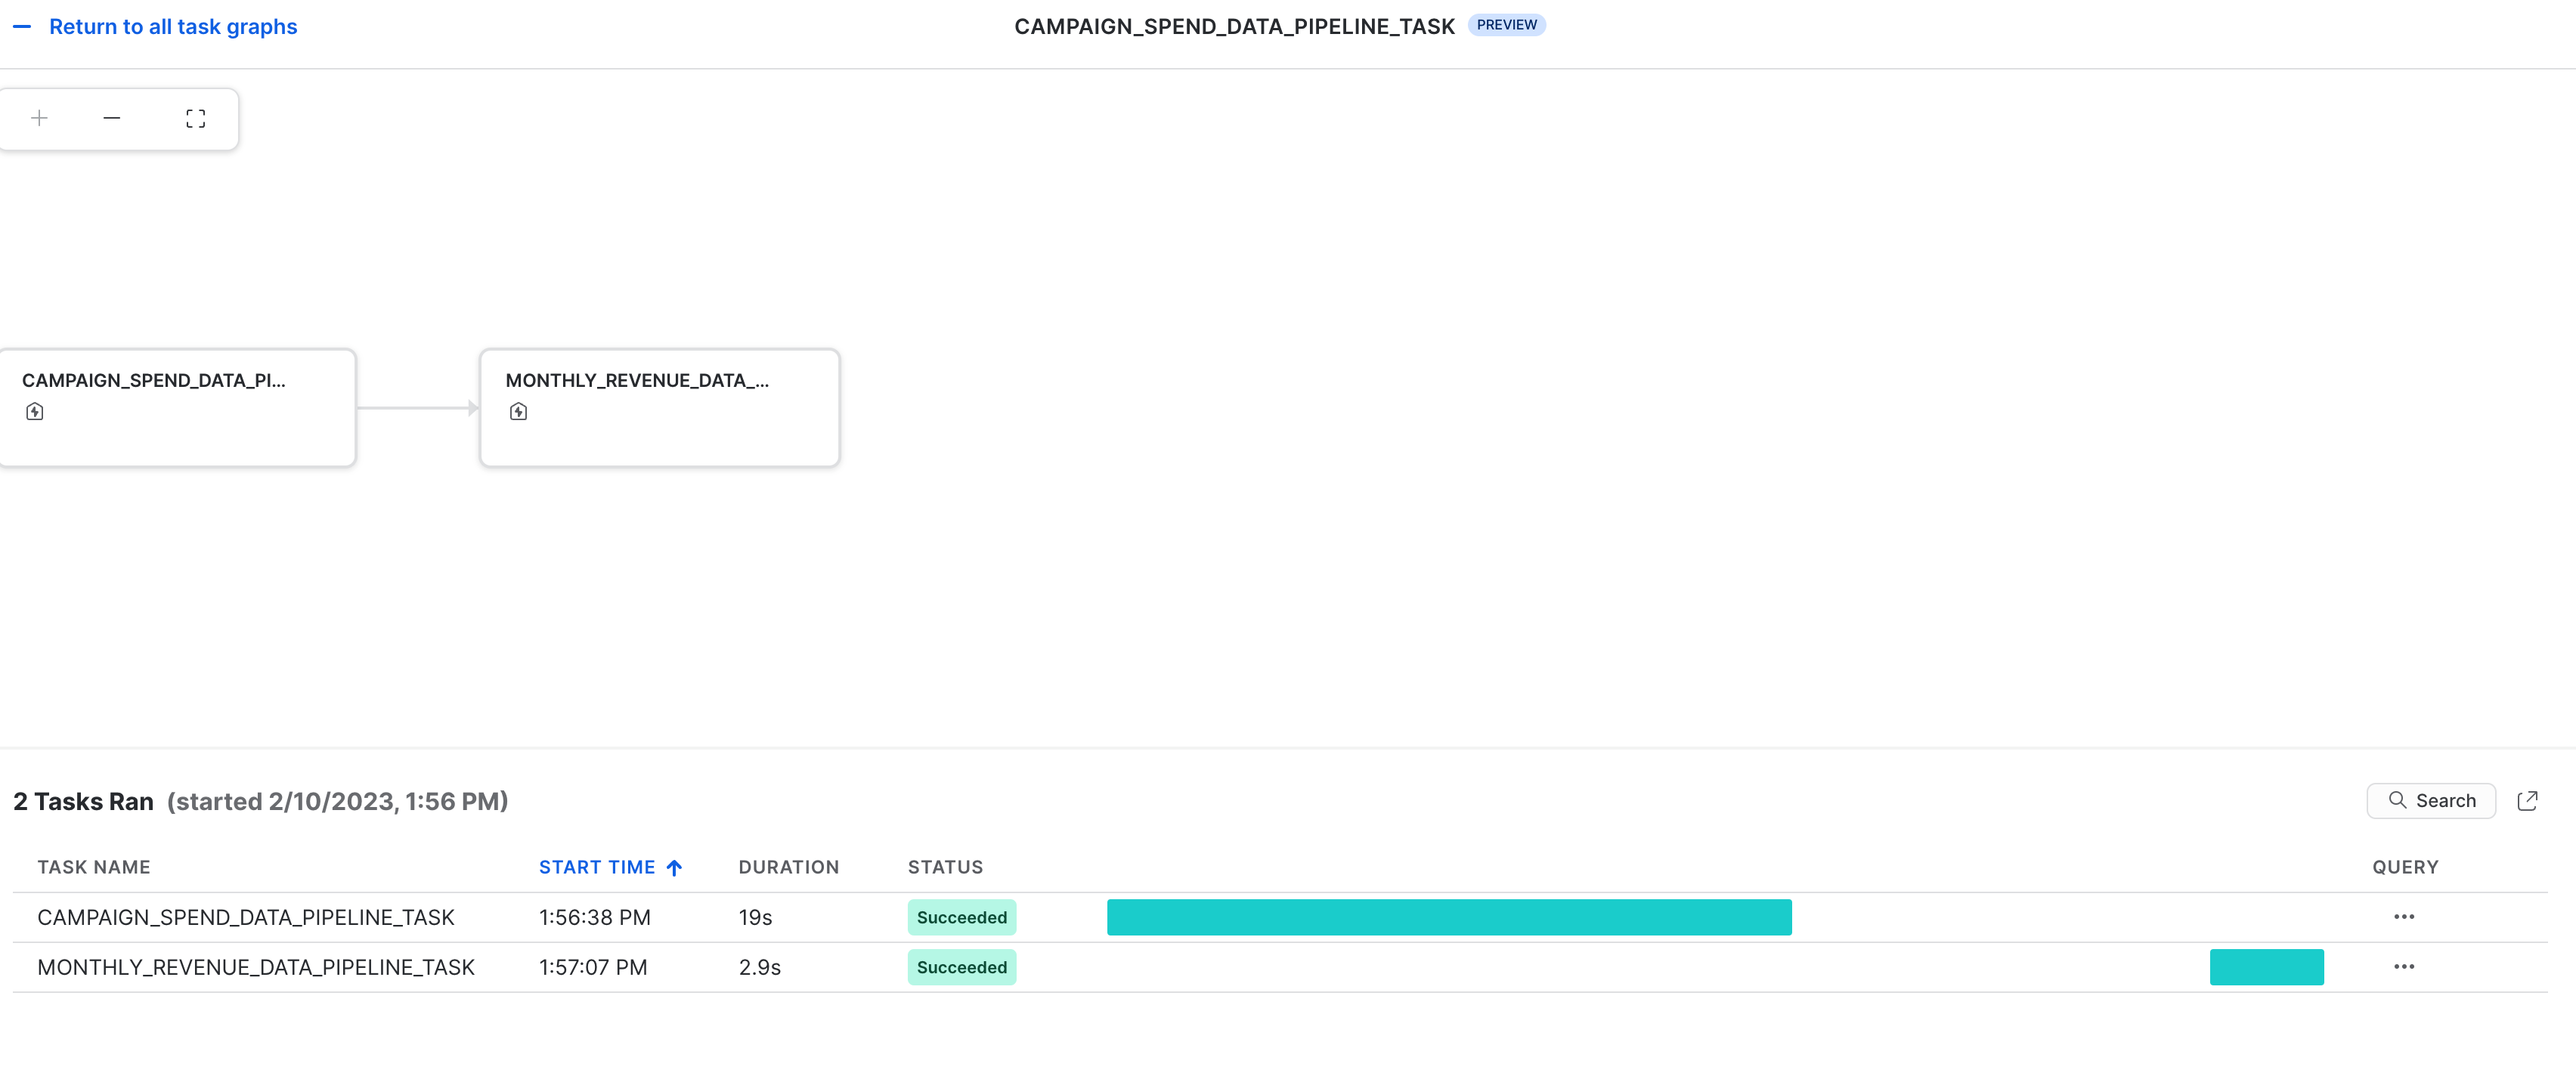 Return to all task graphs
CAMPAIGN_SPEND_DATA_PIPELINE_TASK PREVIEW
CAMPAIGN_SPEND_DATA_PI...
MONTHLY_REVENUE_DATA_...
2 Tasks Ran (started 2/10/2023, 1:56 PM)
Search
TASK NAME START TIME DURATION STATUS QUERY
CAMPAIGN_SPEND_DATA_PIPELINE_TASK 1:56:38 PM 19s Succeeded
MONTHLY_REVENUE_DATA_PIPELINE_TASK 1:57:07 PM 2.9s Succeeded